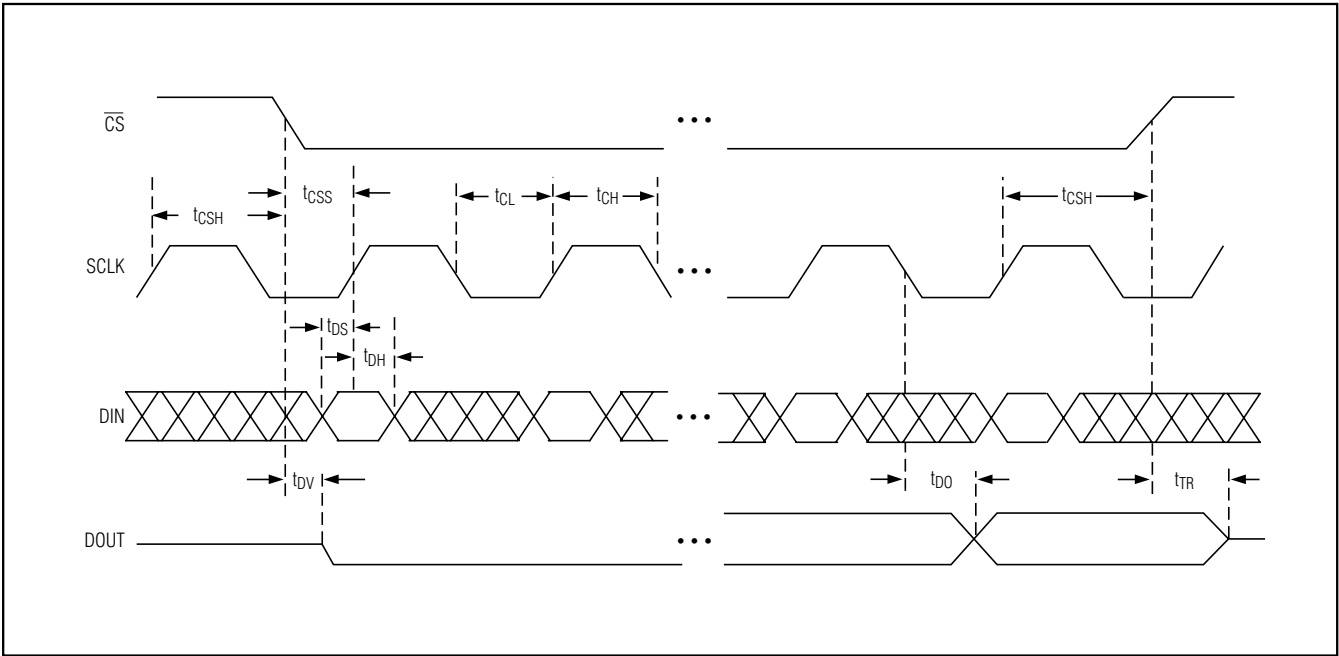 CS
•••
tCSS
tCL
tCH
tCSH
tCSH
SCLK
•••
tDS
tDH
DIN
•••
tDV
tDO
tTR
DOUT
•••